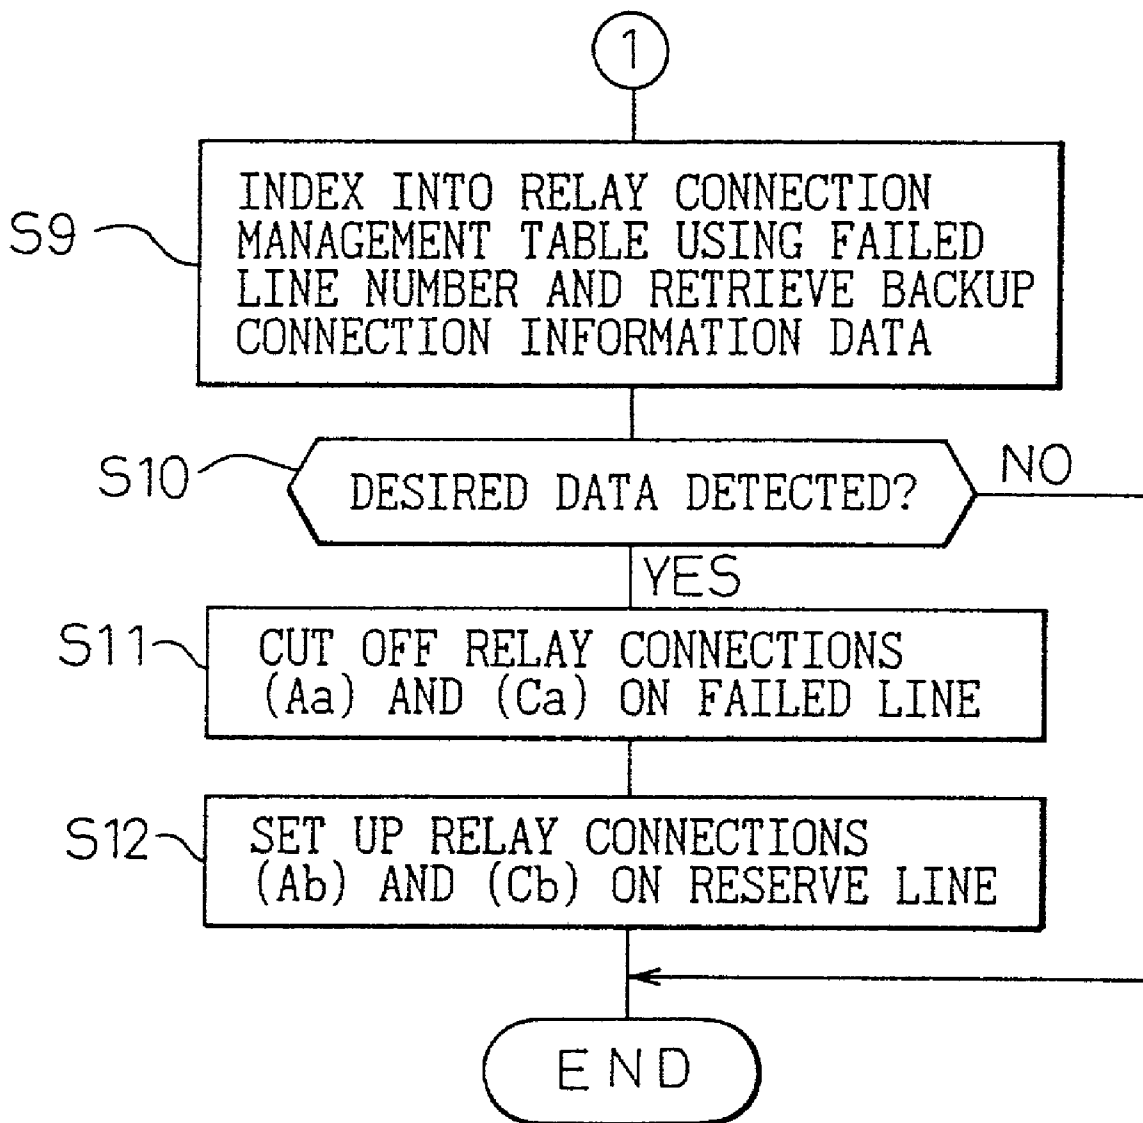 1
S9
INDEX INTO RELAY CONNECTION
MANAGEMENT TABLE USING FAILED
LINE NUMBER AND RETRIEVE BACKUP
CONNECTION INFORMATION DATA
S10
DESIRED DATA DETECTED?
NO
YES
S11
CUT OFF RELAY CONNECTIONS
(Aa) AND (Ca) ON FAILED LINE
S12
SET UP RELAY CONNECTIONS
(Ab) AND (Cb) ON RESERVE LINE
END